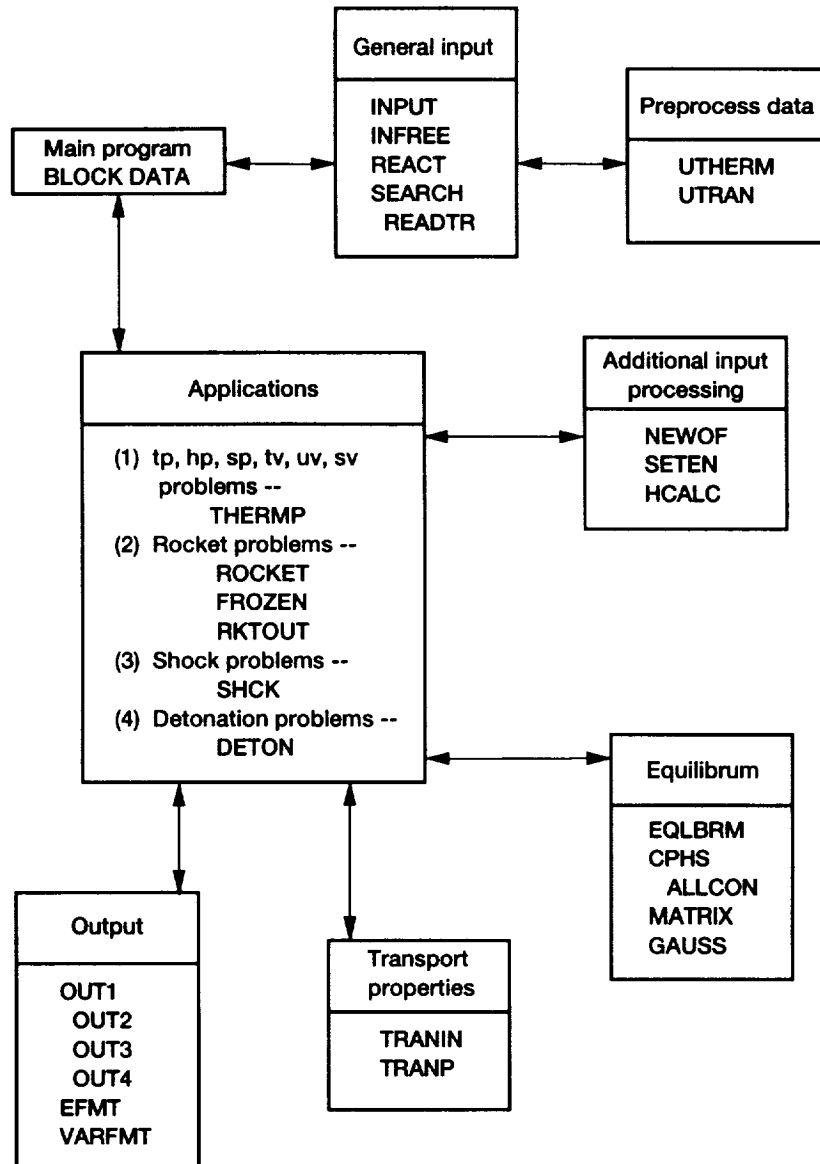 General input
INPUT
INFREE
REACT
SEARCH
READTR
Preprocess data
UTHERM
UTRAN
Main program
BLOCK DATA
Applications
(1) tp, hp, sp, tv, uv, sv
problems --
THERMP
(2) Rocket problems --
ROCKET
FROZEN
RKTOUT
(3) Shock problems --
SHCK
(4) Detonation problems --
DETON
Additional input
processing
NEWOF
SETEN
HCALC
Equilibrum
EQLBRM
CPHS
ALLCON
MATRIX
GAUSS
Output
OUT1
OUT2
OUT3
OUT4
EFMT
VARFMT
Transport
properties
TRANIN
TRANP